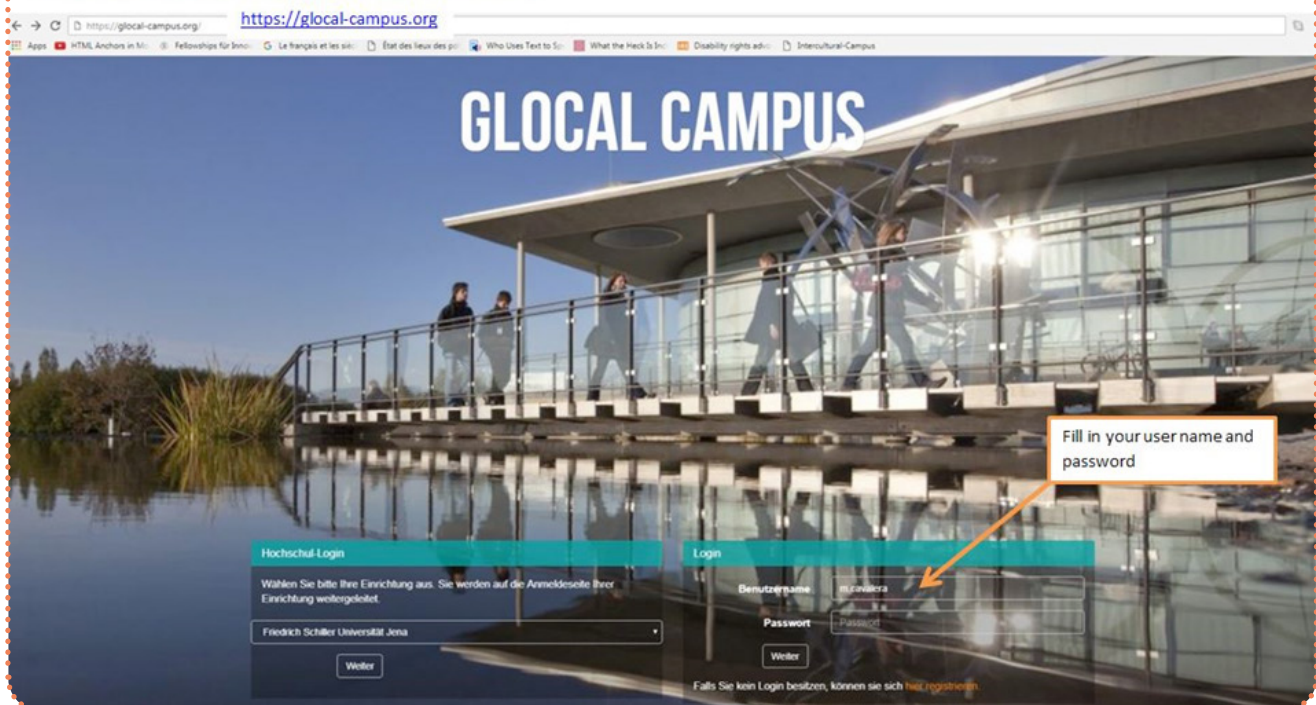 https://glocal-campus.org
https://glocal-campus.org/
Apps HTML Anchors in Mo Fellowships für Inno Le français et les siè État des lieux des po Who Uses Text to Sp What the Heck Is Inc Disability rights advo Intercultural-Campus
GLOCAL CAMPUS
Fill in your user name and
password
Hochschul-Login
Wählen Sie bitte Ihre Einrichtung aus. Sie werden auf die Anmeldeseite Ihrer
Einrichtung weitergeleitet.
Friedrich Schiller Universität Jena
Weiter
Login
Benutzername m.cavalera
Passwort Passwort
Weiter
Falls Sie kein Login besitzen, können sie sich hier registrieren.